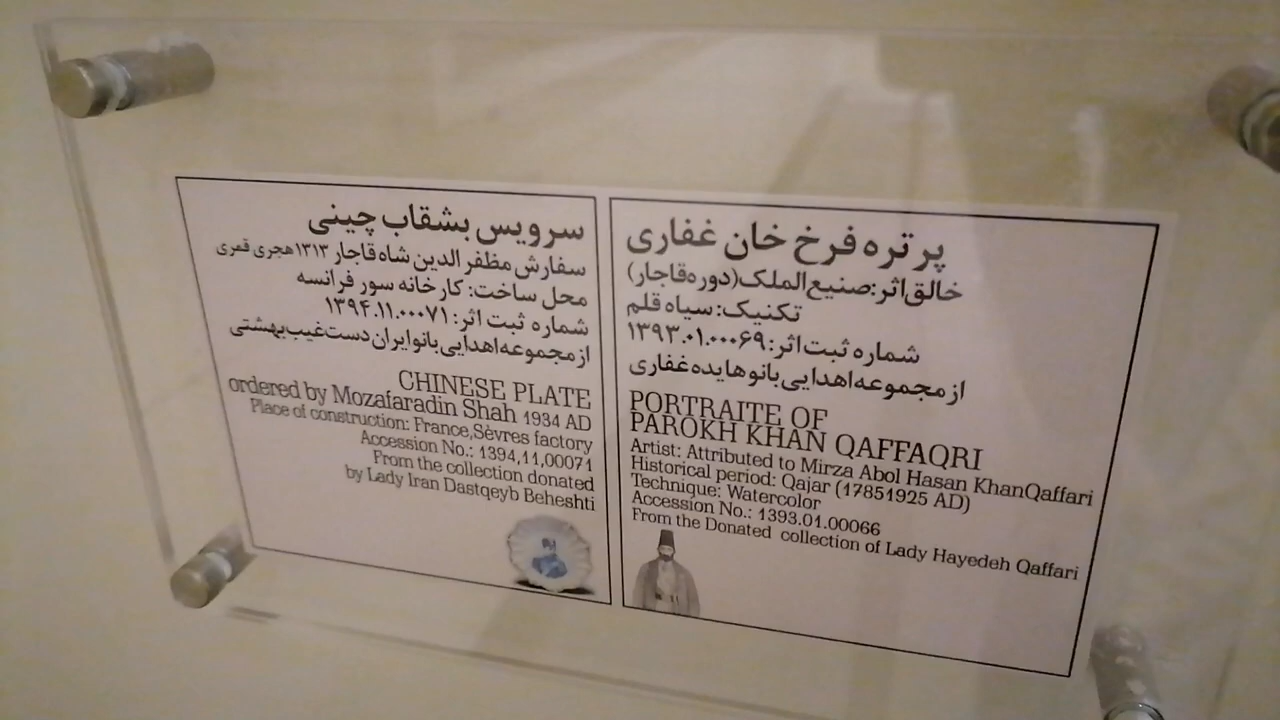 پرتره فرخ خان غفاری
خالق اثر: صنیع الملک (دوره قاجار)
تکنیک: سیاه قلم
شماره ثبت اثر: ۱۳۹۳.۰۱.۰۰۰۶۹
از مجموعه اهدایی بانو هایده غفاری
PORTRAITE OF
PAROKH KHAN QAFFAQRI
Artist: Attributed to Mirza Abol Hasan KhanQaffari
Historical period: Qajar (17851925 AD)
Technique: Watercolor
Accession No.: 1393.01.00066
From the Donated collection of Lady Hayedeh Qaffari
سرویس بشقاب چینی
سفارش مظفر الدین شاه قاجار ۱۳۱۳ هجری قمری
محل ساخت: کارخانه سور فرانسه
شماره ثبت اثر: ۱۳۹۴.۱۱.۰۰۰۷۱
از مجموعه اهدایی بانو ایران دست غیب بهشتی
CHINESE PLATE
ordered by Mozafaradin Shah 1934 AD
Place of construction: France,Sèvres factory
Accession No.: 1394,11,00071
From the collection donated
by Lady Iran Dastqeyb Beheshti